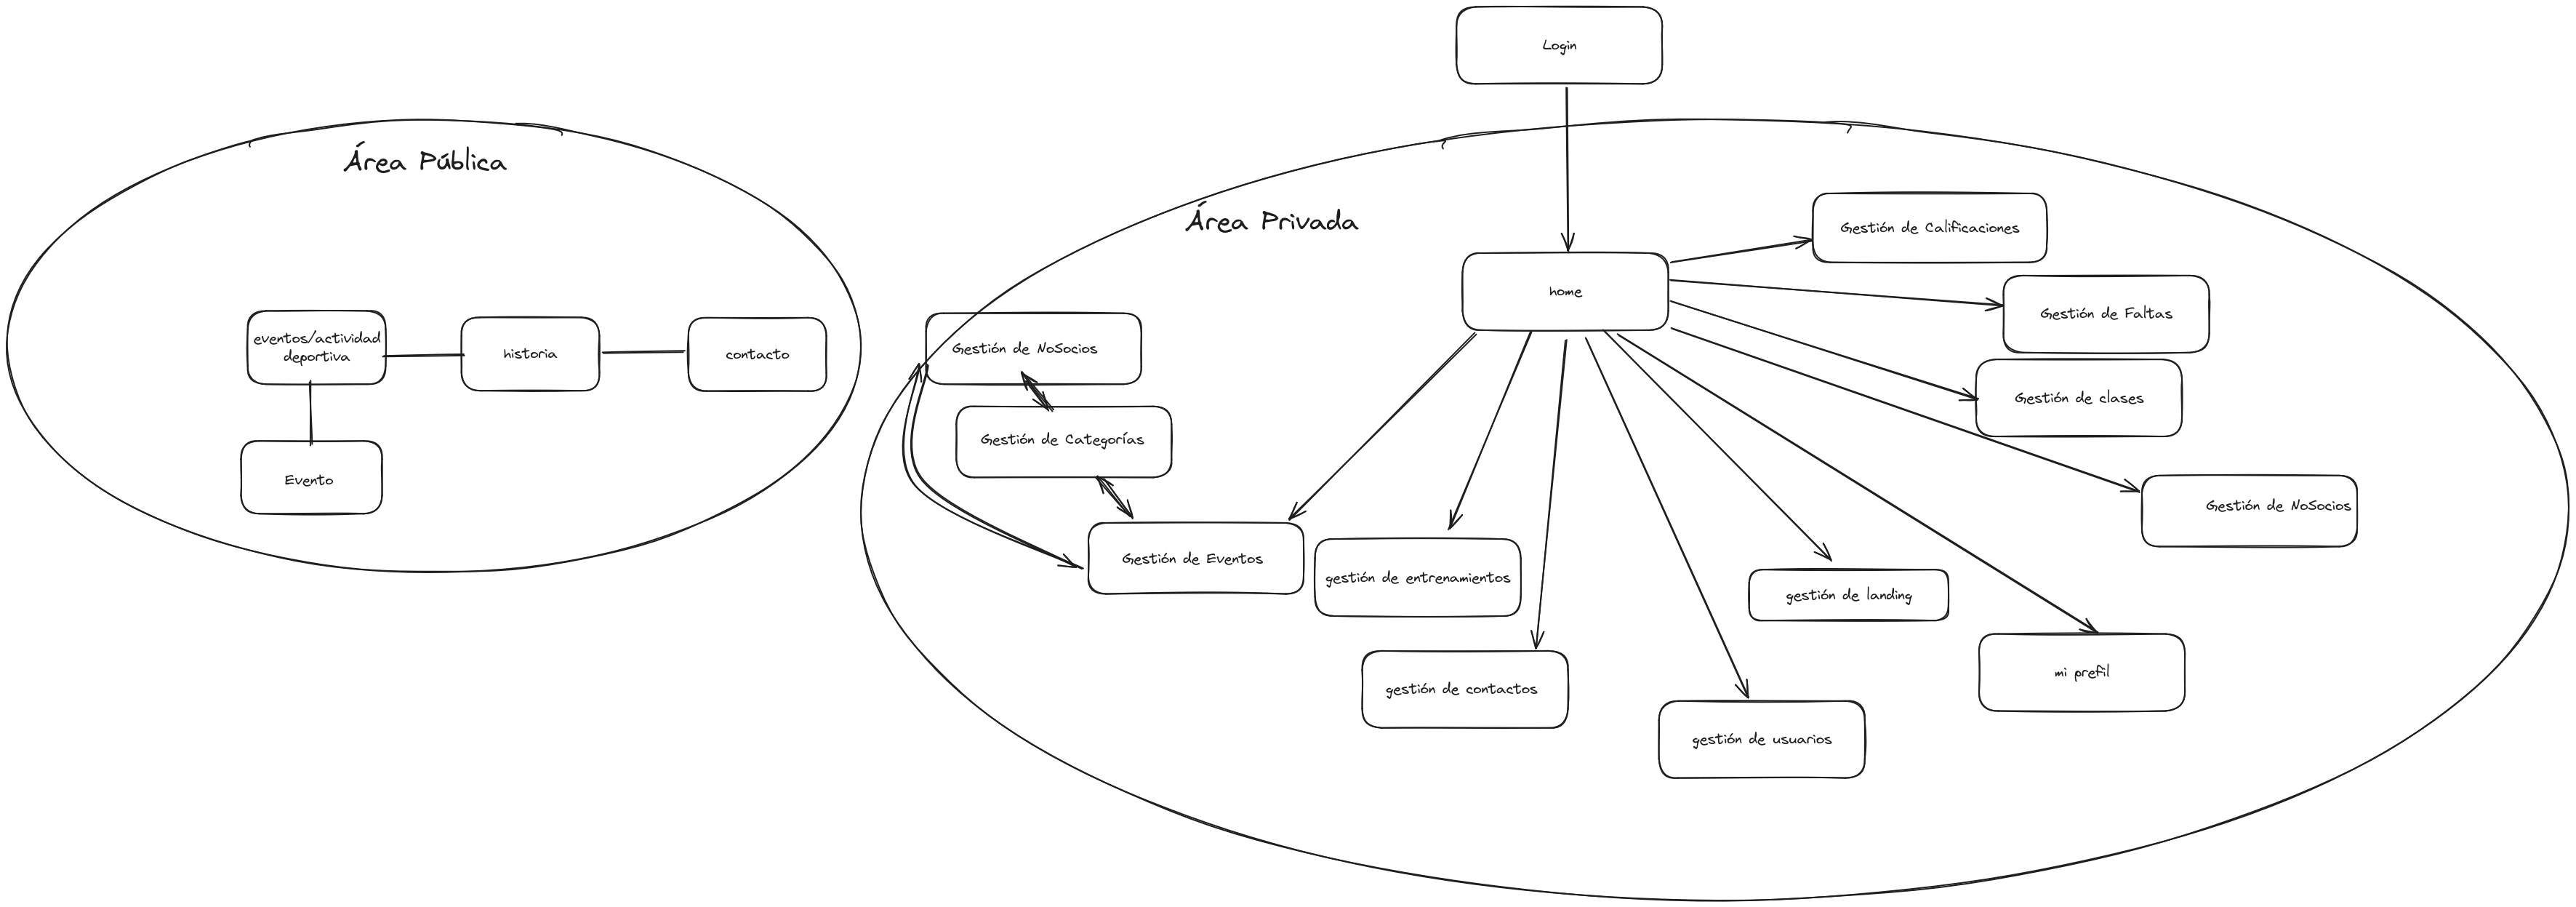 Login
Área Pública
Área Privada
Gestión de Calificaciones
home
Gestión de Faltas
eventos/actividad
deportiva
historia
contacto
Gestión de NoSocios
Gestión de clases
Gestión de Categorías
Evento
Gestión de NoSocios
Gestión de Eventos
gestión de entrenamientos
gestión de landing
mi prefil
gestión de contactos
gestión de usuarios